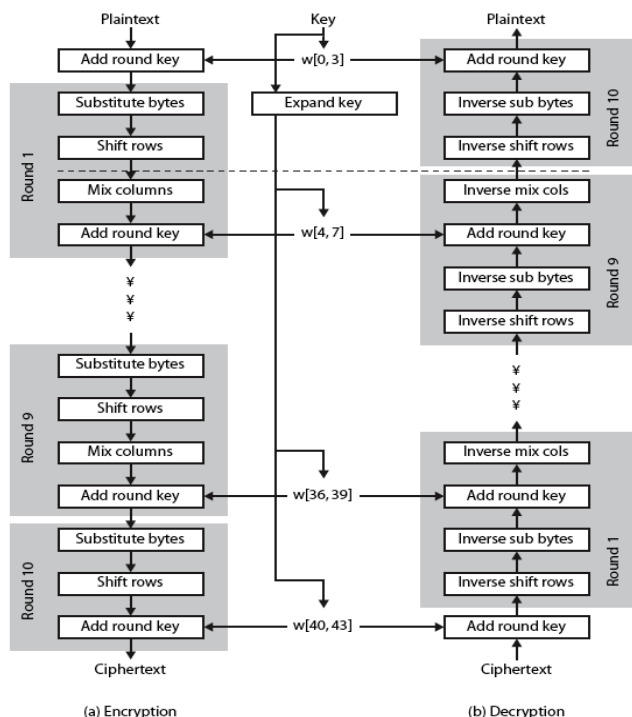 Plaintext
Key
Plaintext
Add round key
w[0, 3]
Add round key
Substitute bytes
Expand key
Inverse sub bytes
Round 10
Round 1
Shift rows
Inverse shift rows
Mix columns
Inverse mix cols
Add round key
w[4, 7]
Add round key
Inverse sub bytes
Round 9
Inverse shift rows
¥
¥
¥
Substitute bytes
¥
¥
¥
Round 9
Shift rows
Mix columns
Inverse mix cols
Add round key
w[36, 39]
Add round key
Substitute bytes
Inverse sub bytes
Round 1
Round 10
Shift rows
Inverse shift rows
Add round key
w[40, 43]
Add round key
Ciphertext
Ciphertext
(a) Encryption
(b) Decryption